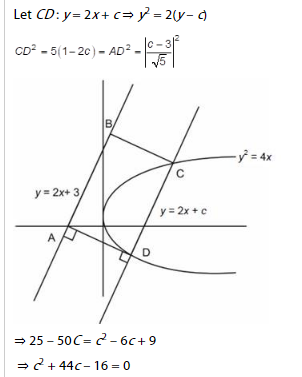 Let CD : y = 2x + c ⇒ y² = 2(y – c)
CD² = 5(1 – 2c) = AD² = |c – 3 / √5|²
B
y² = 4x
C
y = 2x + 3
y = 2x + c
A
D
⇒ 25 – 50C = c² – 6c + 9
⇒ c² + 44c – 16 = 0